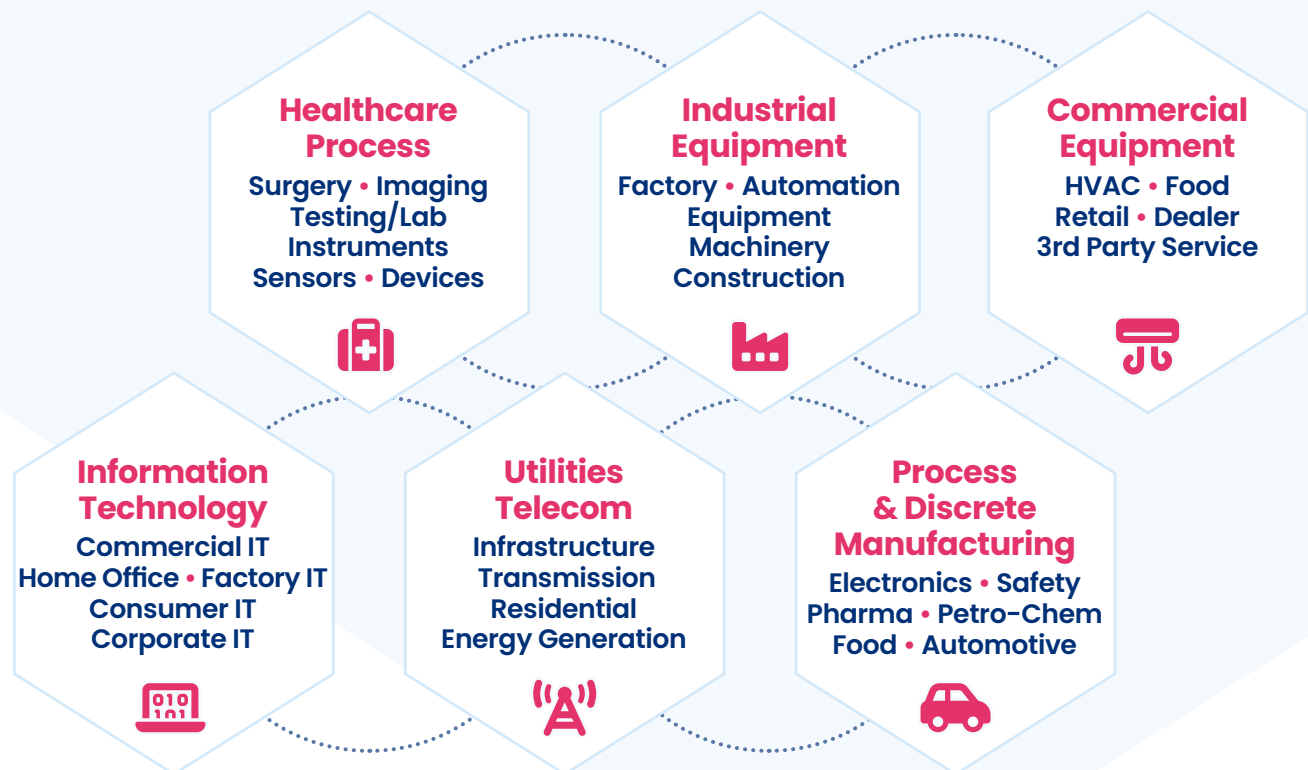 Healthcare
Process
Surgery • Imaging
Testing/Lab
Instruments
Sensors • Devices
Industrial
Equipment
Factory • Automation
Equipment
Machinery
Construction
Commercial
Equipment
HVAC • Food
Retail • Dealer
3rd Party Service
Information
Technology
Commercial IT
Home Office • Factory IT
Consumer IT
Corporate IT
010
101
Utilities
Telecom
Infrastructure
Transmission
Residential
Energy Generation
Process
& Discrete
Manufacturing
Electronics • Safety
Pharma • Petro-Chem
Food • Automotive